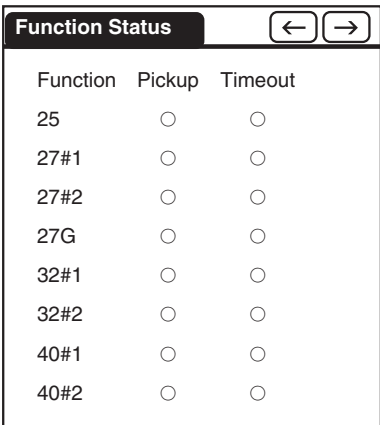 Function Status ← →
Function Pickup Timeout
25 ○ ○
27#1 ○ ○
27#2 ○ ○
27G ○ ○
32#1 ○ ○
32#2 ○ ○
40#1 ○ ○
40#2 ○ ○